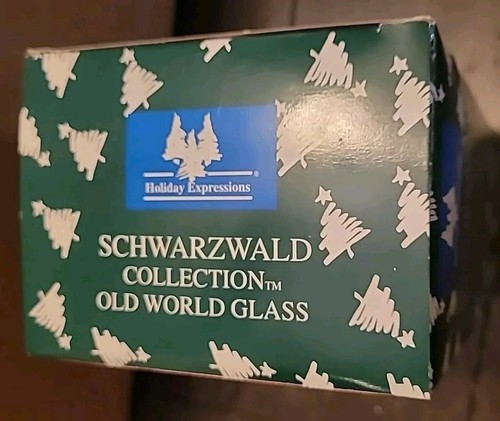 Holiday Expressions®
SCHWARZWALD
COLLECTION™
OLD WORLD GLASS